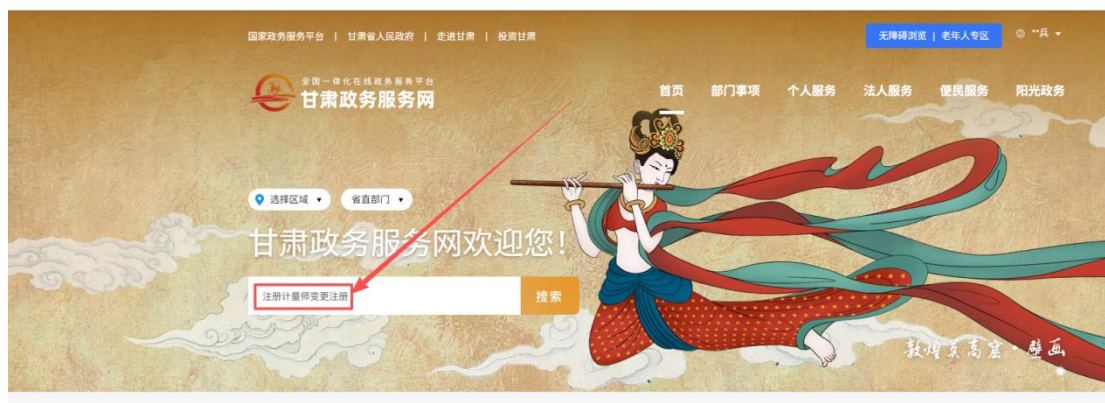 国家政务服务平台 | 甘肃省人民政府 | 走进甘肃 | 投资甘肃
无障碍浏览 | 老年人专区
**兵
全国一体化在线政务服务平台
甘肃政务服务网
首页 部门事项 个人服务 法人服务 便民服务 阳光政务
选择区域 省直部门
甘肃政务服务网欢迎您!
注册计量师变更注册
搜索
敦煌莫高窟·壁画